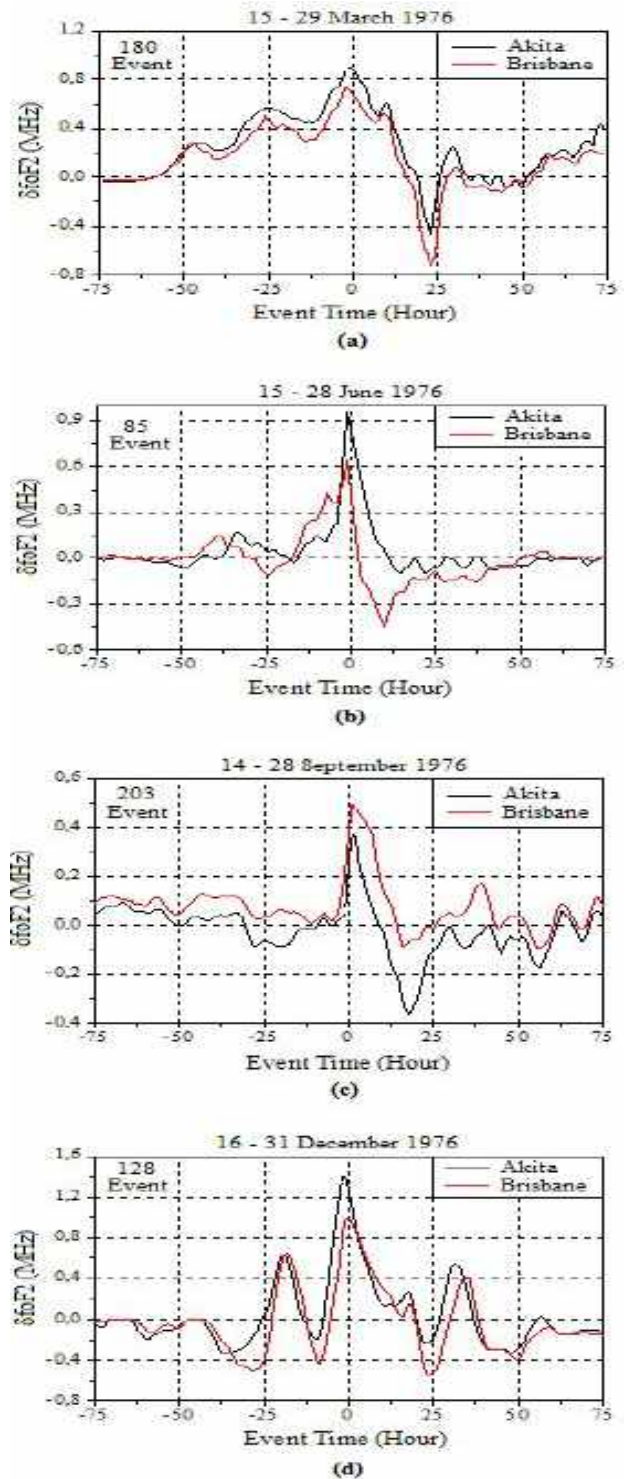 15 - 29 March 1976
1.2
0.8
0.4
0.0
-0.4
-0.8
180
Event
Akita
Brisbane
δfoF2 (MHz)
-75 -50 -25 0 25 50 75
Event Time (Hour)
(a)
15 - 28 June 1976
0.9
0.6
0.3
0.0
-0.3
-0.6
85
Event
Akita
Brisbane
δfoF2 (MHz)
-75 -50 -25 0 25 50 75
Event Time (Hour)
(b)
14 - 28 September 1976
0.6
0.4
0.2
0.0
-0.2
-0.4
203
Event
Akita
Brisbane
δfoF2 (MHz)
-75 -50 -25 0 25 50 75
Event Time (Hour)
(c)
16 - 31 December 1976
1.6
1.2
0.8
0.4
0.0
-0.4
-0.8
128
Event
Akita
Brisbane
δfoF2 (MHz)
-75 -50 -25 0 25 50 75
Event Time (Hour)
(d)